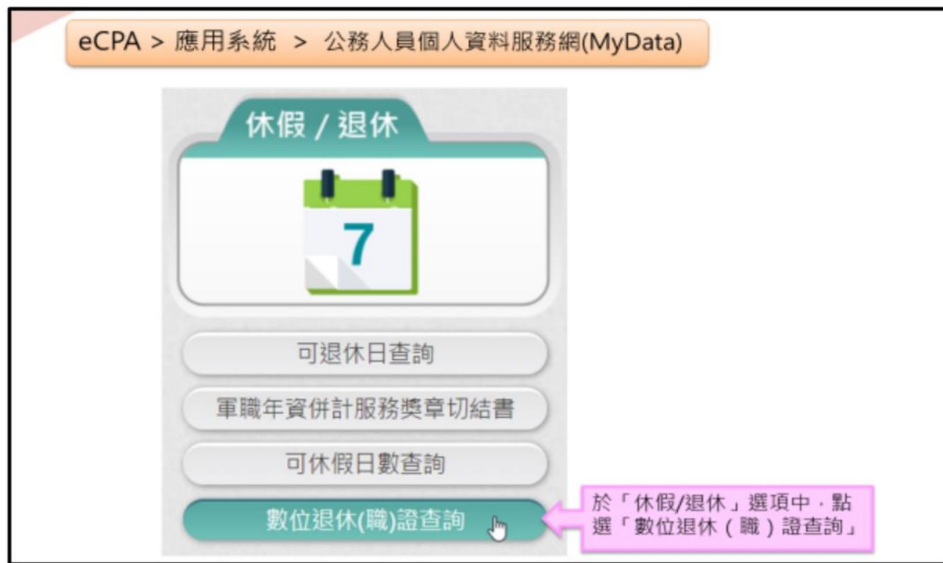 eCPA > 應用系統 > 公務人員個人資料服務網(MyData)
休假 / 退休
7
可退休日查詢
軍職年資併計服務獎章切結書
可休假日數查詢
數位退休(職)證查詢
於「休假/退休」選項中，點
選「數位退休（職）證查詢」